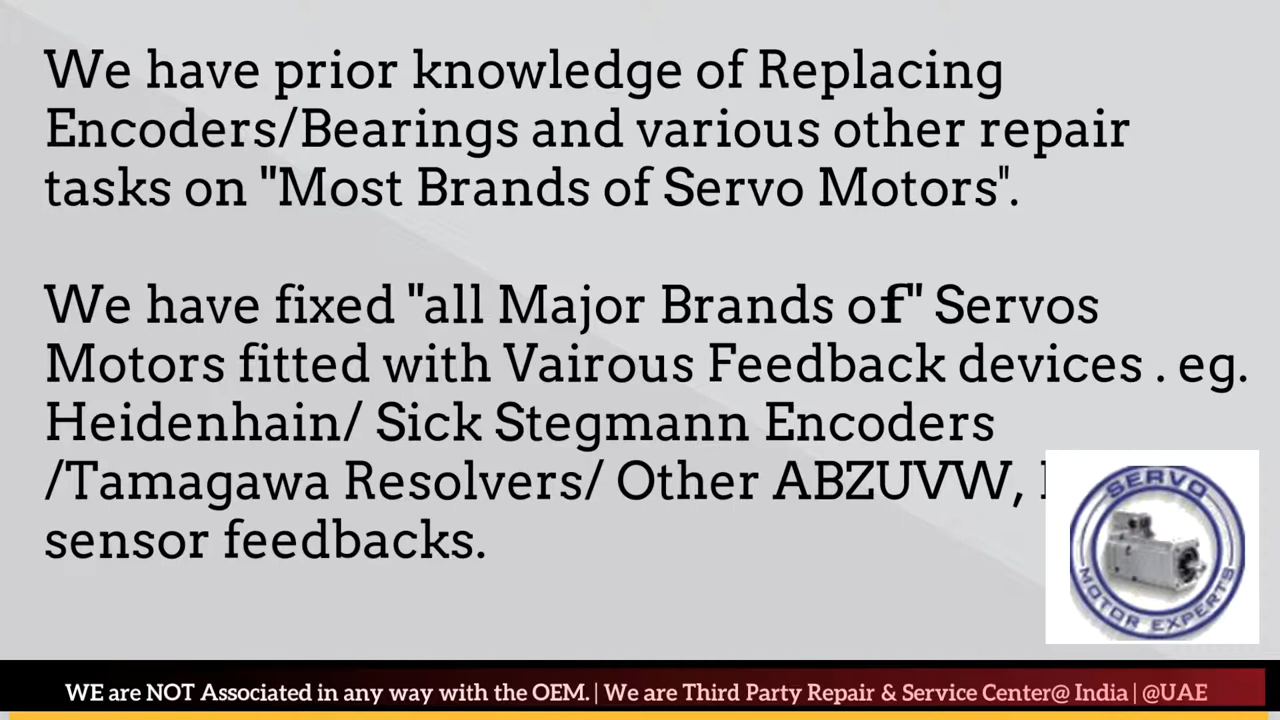 We have prior knowledge of Replacing
Encoders/Bearings and various other repair
tasks on "Most Brands of Servo Motors".
We have fixed "all Major Brands of" Servos
Motors fitted with Vairous Feedback devices . eg.
Heidenhain/ Sick Stegmann Encoders
/Tamagawa Resolvers/ Other ABZUVW,
sensor feedbacks.
SERVO
MOTOR EXPERTS
WE are NOT Associated in any way with the OEM. | We are Third Party Repair & Service Center@ India | @UAE